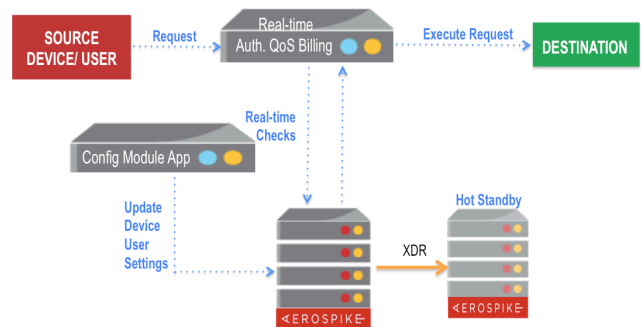 SOURCE
DEVICE/ USER
Request
Real-time
Auth. QoS Billing
Execute Request
DESTINATION
Real-time
Checks
Config Module App
Update
Device
User
Settings
Hot Standby
XDR
AEROSPIKE
AEROSPIKE